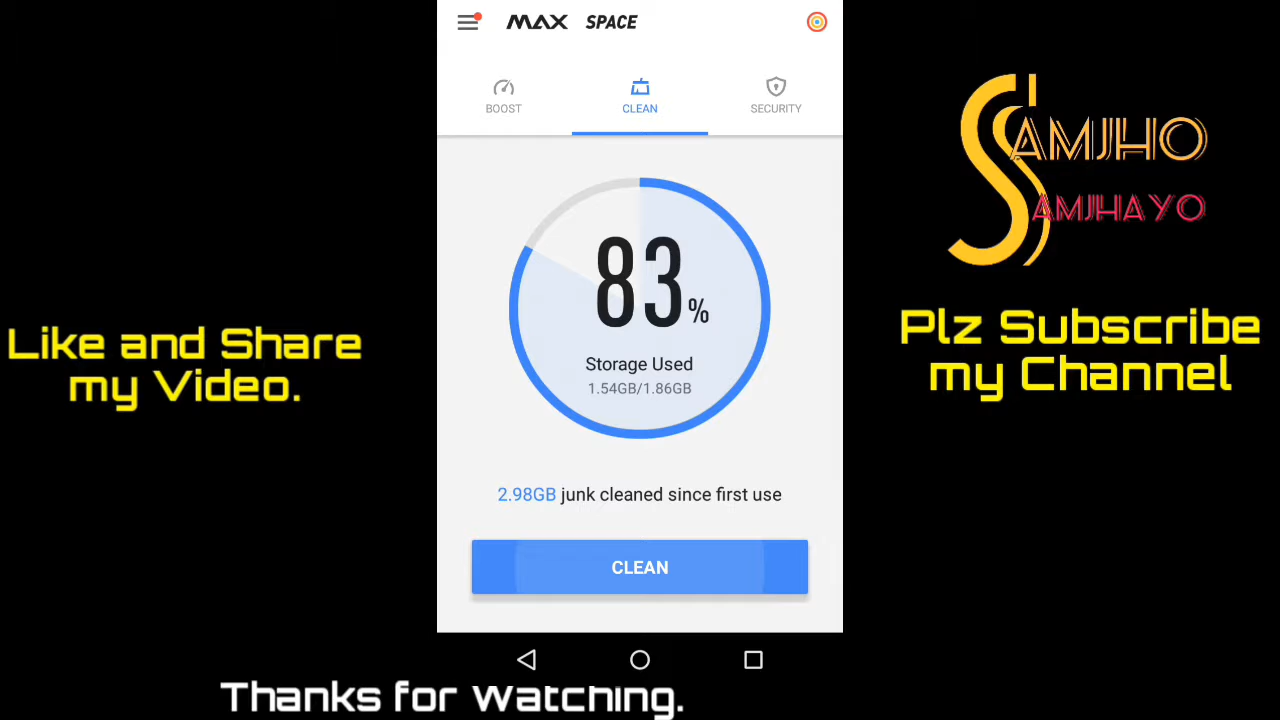 MAX SPACE
BOOST
CLEAN
SECURITY
83%
Storage Used
1.54GB/1.86GB
2.98GB junk cleaned since first use
CLEAN
Like and Share
my Video.
SAMJHO
SAMJHAYO
Plz Subscribe
my Channel
Thanks for Watching.